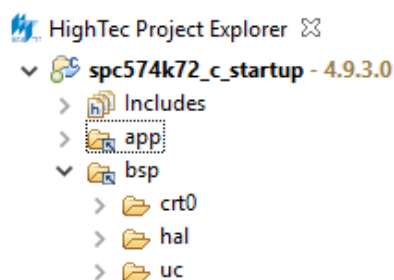 HighTec Project Explorer
spc574k72_c_startup - 4.9.3.0
Includes
app
bsp
crt0
hal
uc